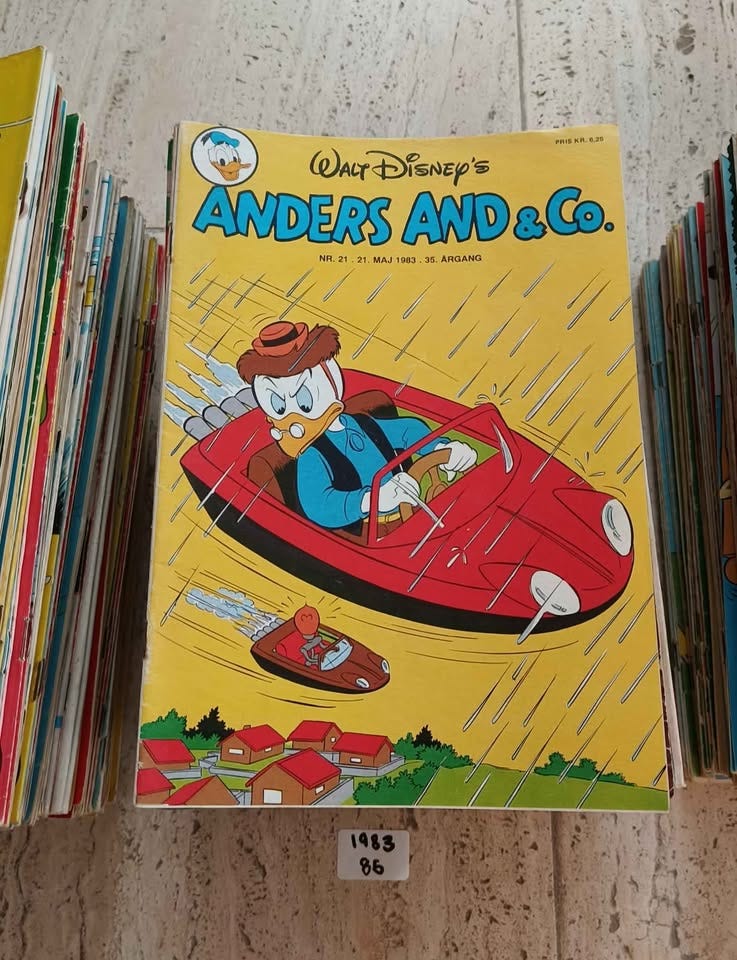 PRIS KR. 6,25
WALT DISNEY'S
ANDERS AND & Co.
NR. 21 . 21. MAJ 1983 . 35. ÅRGANG
1983
86